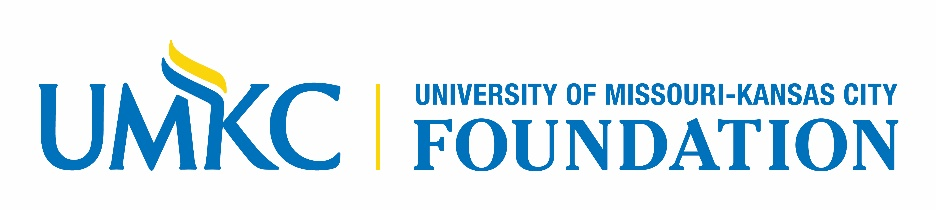 UMKC
UNIVERSITY OF MISSOURI-KANSAS CITY
FOUNDATION